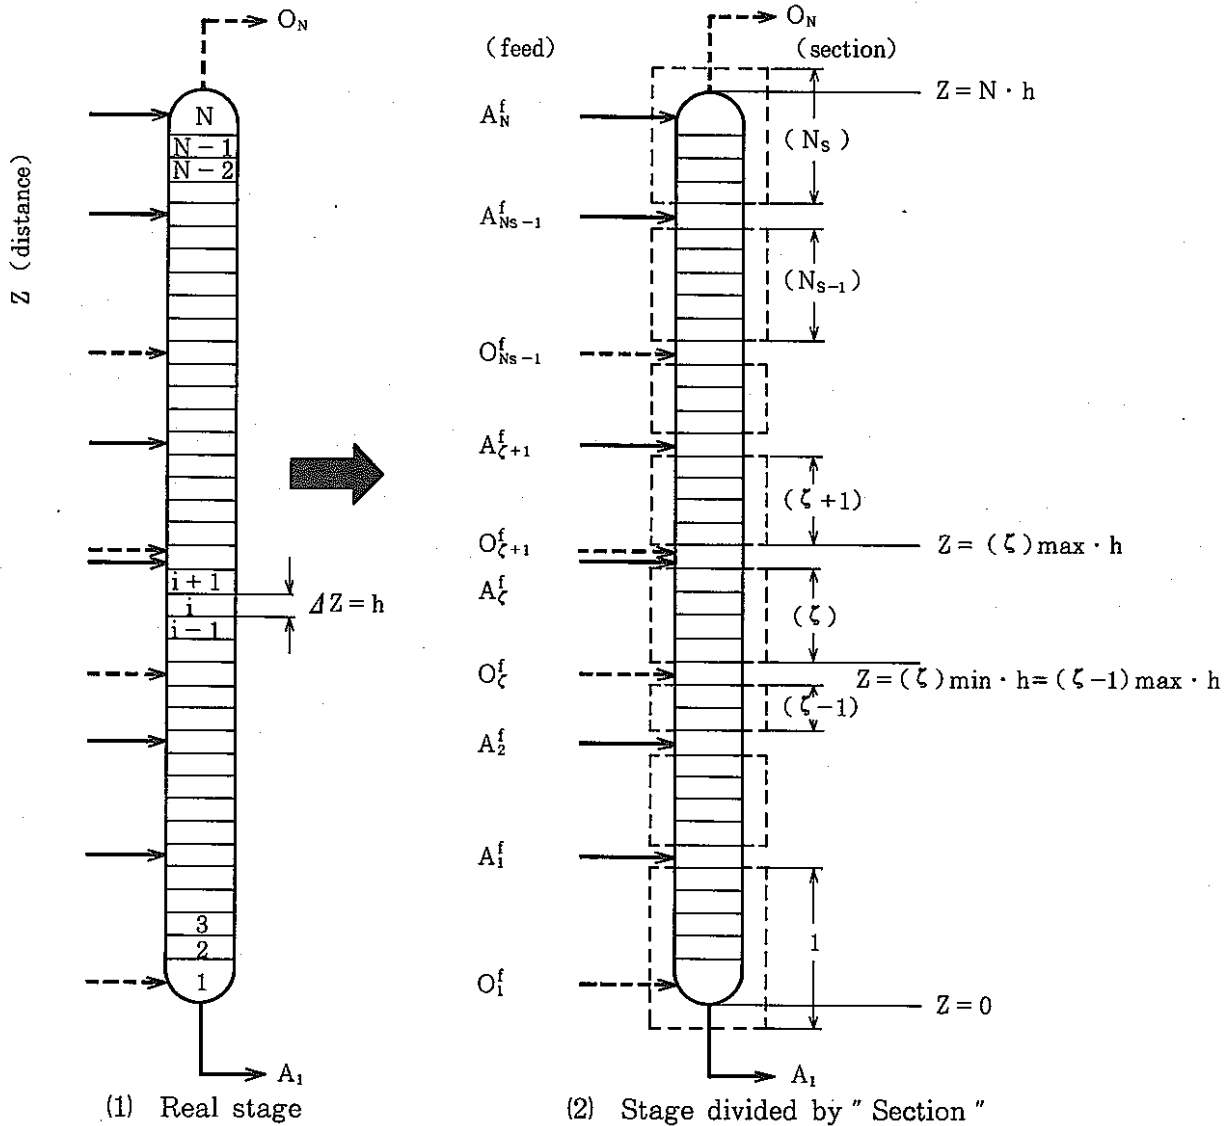 O_N
N
N-1
N-2
Z (distance)
i+1
i
i-1
ΔZ=h
3
2
1
A_1
(1) Real stage
O_N
(feed)
(section)
A^f_N
Z=N・h
(N_S)
A^f_{Ns-1}
(N_{S-1})
O^f_{Ns-1}
A^f_{ζ+1}
(ζ+1)
O^f_{ζ+1}
Z=(ζ)max・h
A^f_ζ
(ζ)
O^f_ζ
Z=(ζ)min・h=(ζ-1)max・h
(ζ-1)
A^f_2
A^f_1
1
O^f_1
Z=0
A_1
(2) Stage divided by "Section"